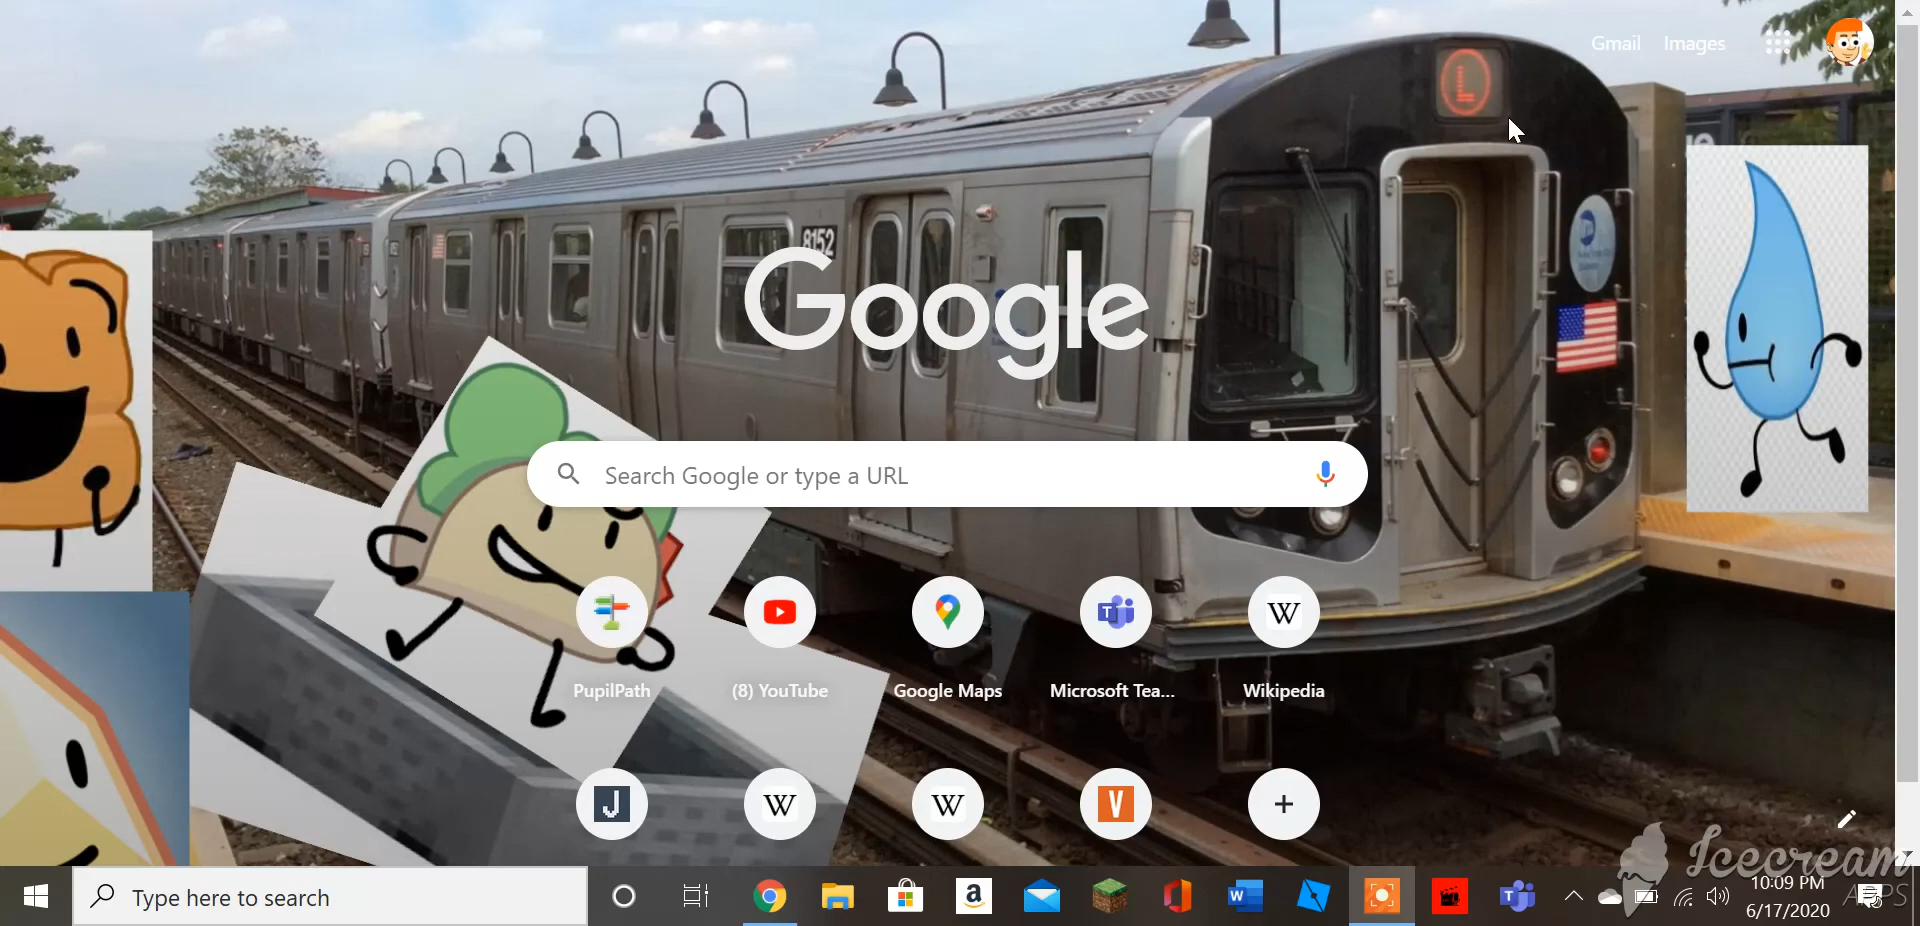 Gmail Images
L
8152
Google
Search Google or type a URL
PupilPath
(8) YouTube
Google Maps
Microsoft Tea...
Wikipedia
T
W
J
W
W
V
Icecream
APPS
Type here to search
a
W
T
10:09 PM
6/17/2020